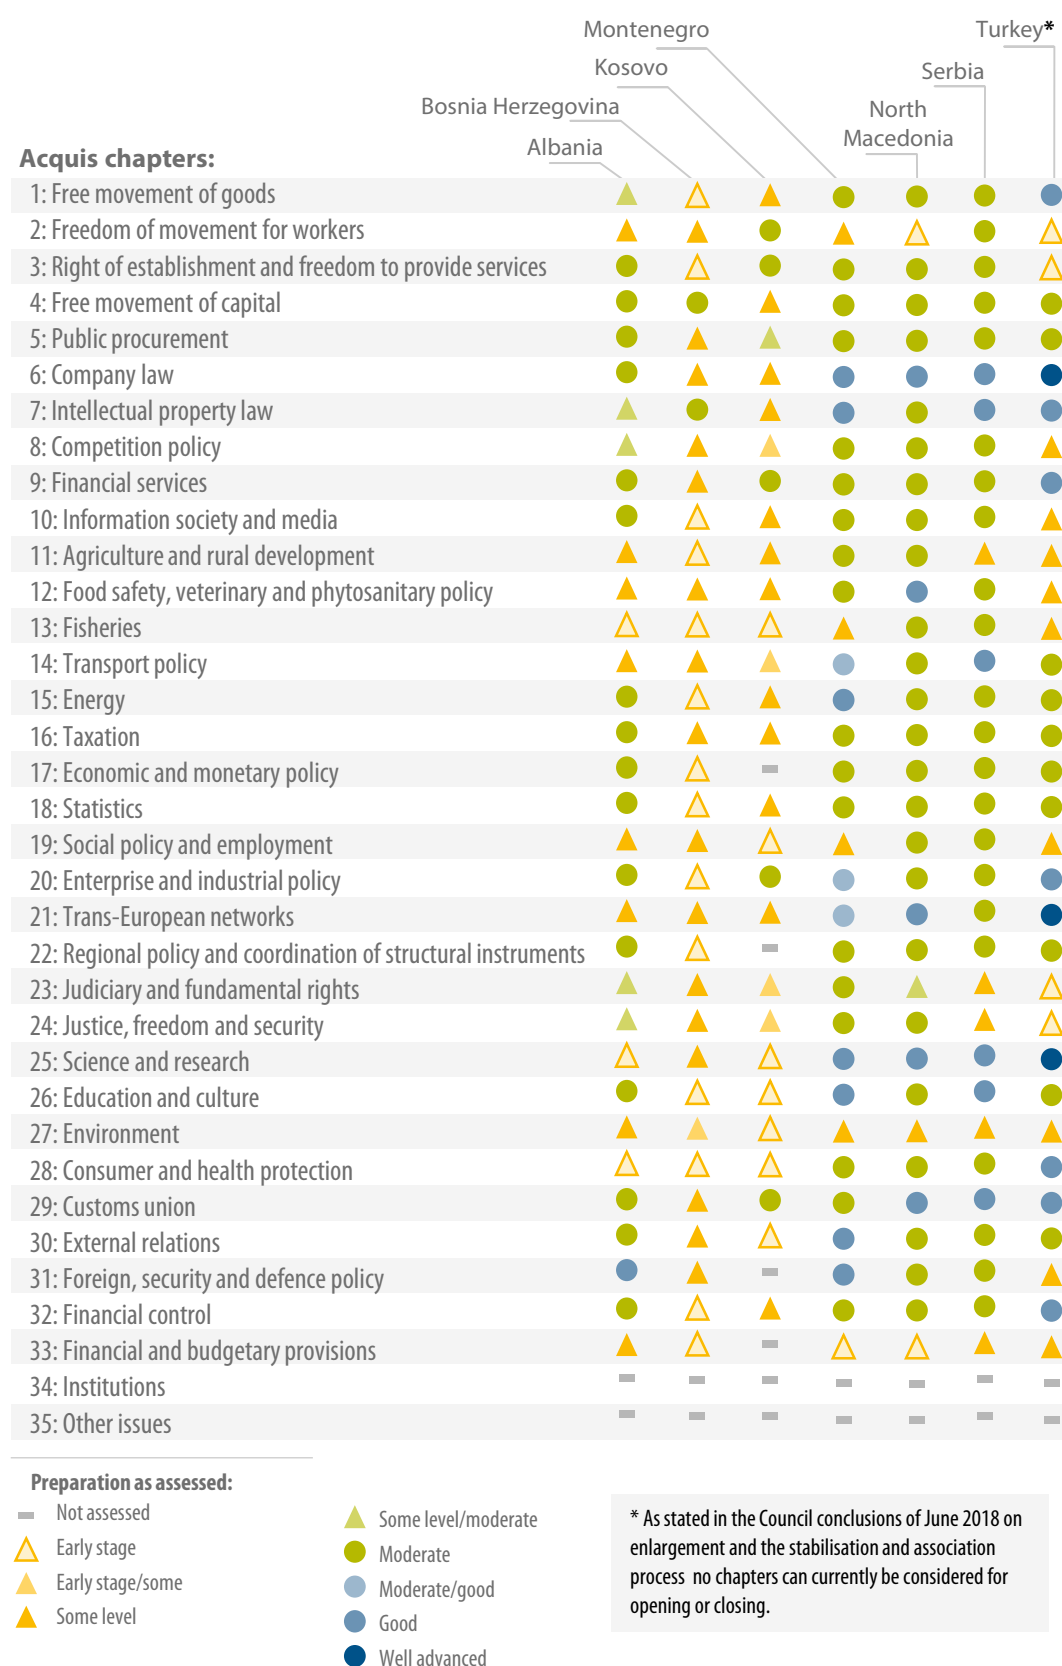 Montenegro
Turkey*
Kosovo
Serbia
Bosnia Herzegovina
North
Macedonia
Albania
Acquis chapters:
1: Free movement of goods
2: Freedom of movement for workers
3: Right of establishment and freedom to provide services
4: Free movement of capital
5: Public procurement
6: Company law
7: Intellectual property law
8: Competition policy
9: Financial services
10: Information society and media
11: Agriculture and rural development
12: Food safety, veterinary and phytosanitary policy
13: Fisheries
14: Transport policy
15: Energy
16: Taxation
17: Economic and monetary policy
18: Statistics
19: Social policy and employment
20: Enterprise and industrial policy
21: Trans-European networks
22: Regional policy and coordination of structural instruments
23: Judiciary and fundamental rights
24: Justice, freedom and security
25: Science and research
26: Education and culture
27: Environment
28: Consumer and health protection
29: Customs union
30: External relations
31: Foreign, security and defence policy
32: Financial control
33: Financial and budgetary provisions
34: Institutions
35: Other issues
Preparation as assessed:
Not assessed
Early stage
Early stage/some
Some level
Some level/moderate
Moderate
Moderate/good
Good
Well advanced
* As stated in the Council conclusions of June 2018 on
enlargement and the stabilisation and association
process no chapters can currently be considered for
opening or closing.